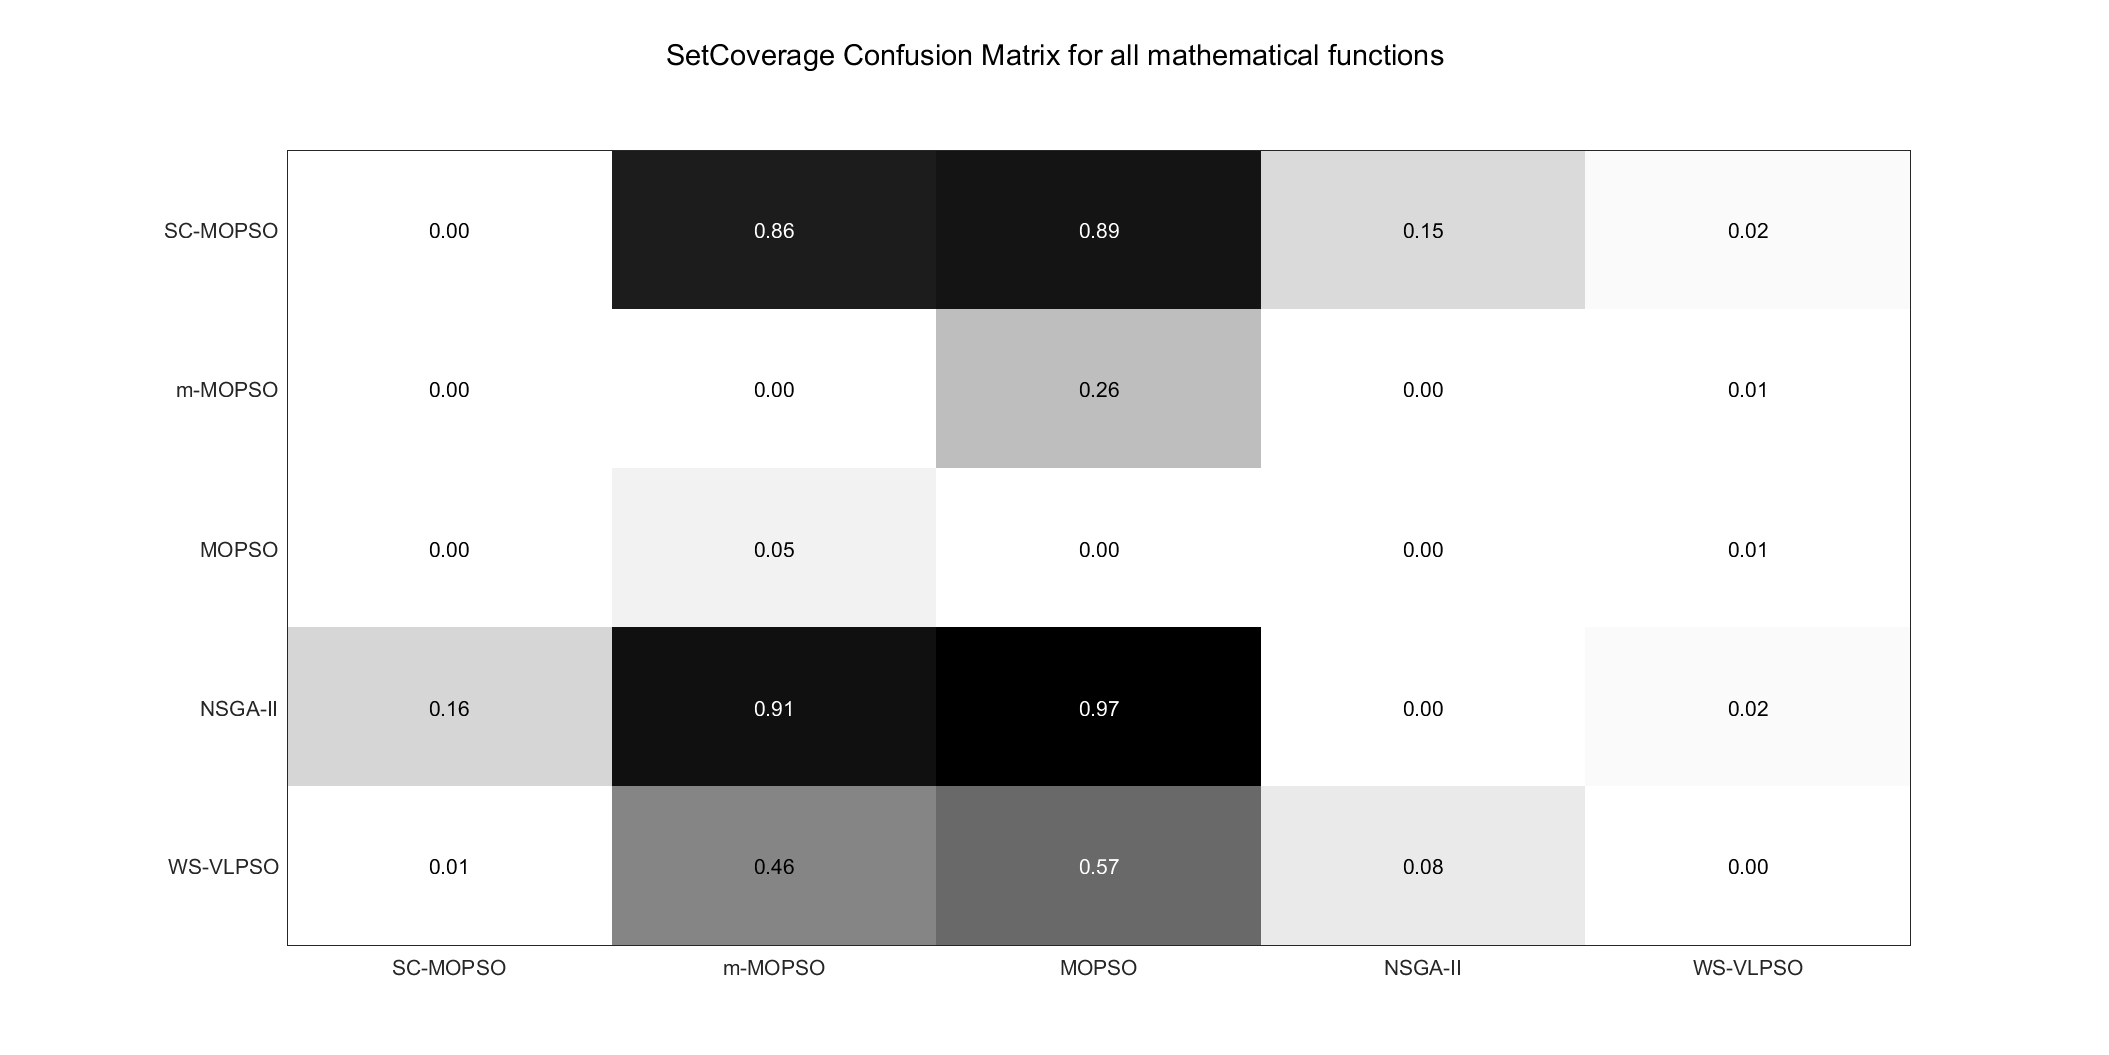 SetCoverage Confusion Matrix for all mathematical functions
SC-MOPSO 0.00 0.86 0.89 0.15 0.02
m-MOPSO 0.00 0.00 0.26 0.00 0.01
MOPSO 0.00 0.05 0.00 0.00 0.01
NSGA-II 0.16 0.91 0.97 0.00 0.02
WS-VLPSO 0.01 0.46 0.57 0.08 0.00
SC-MOPSO m-MOPSO MOPSO NSGA-II WS-VLPSO